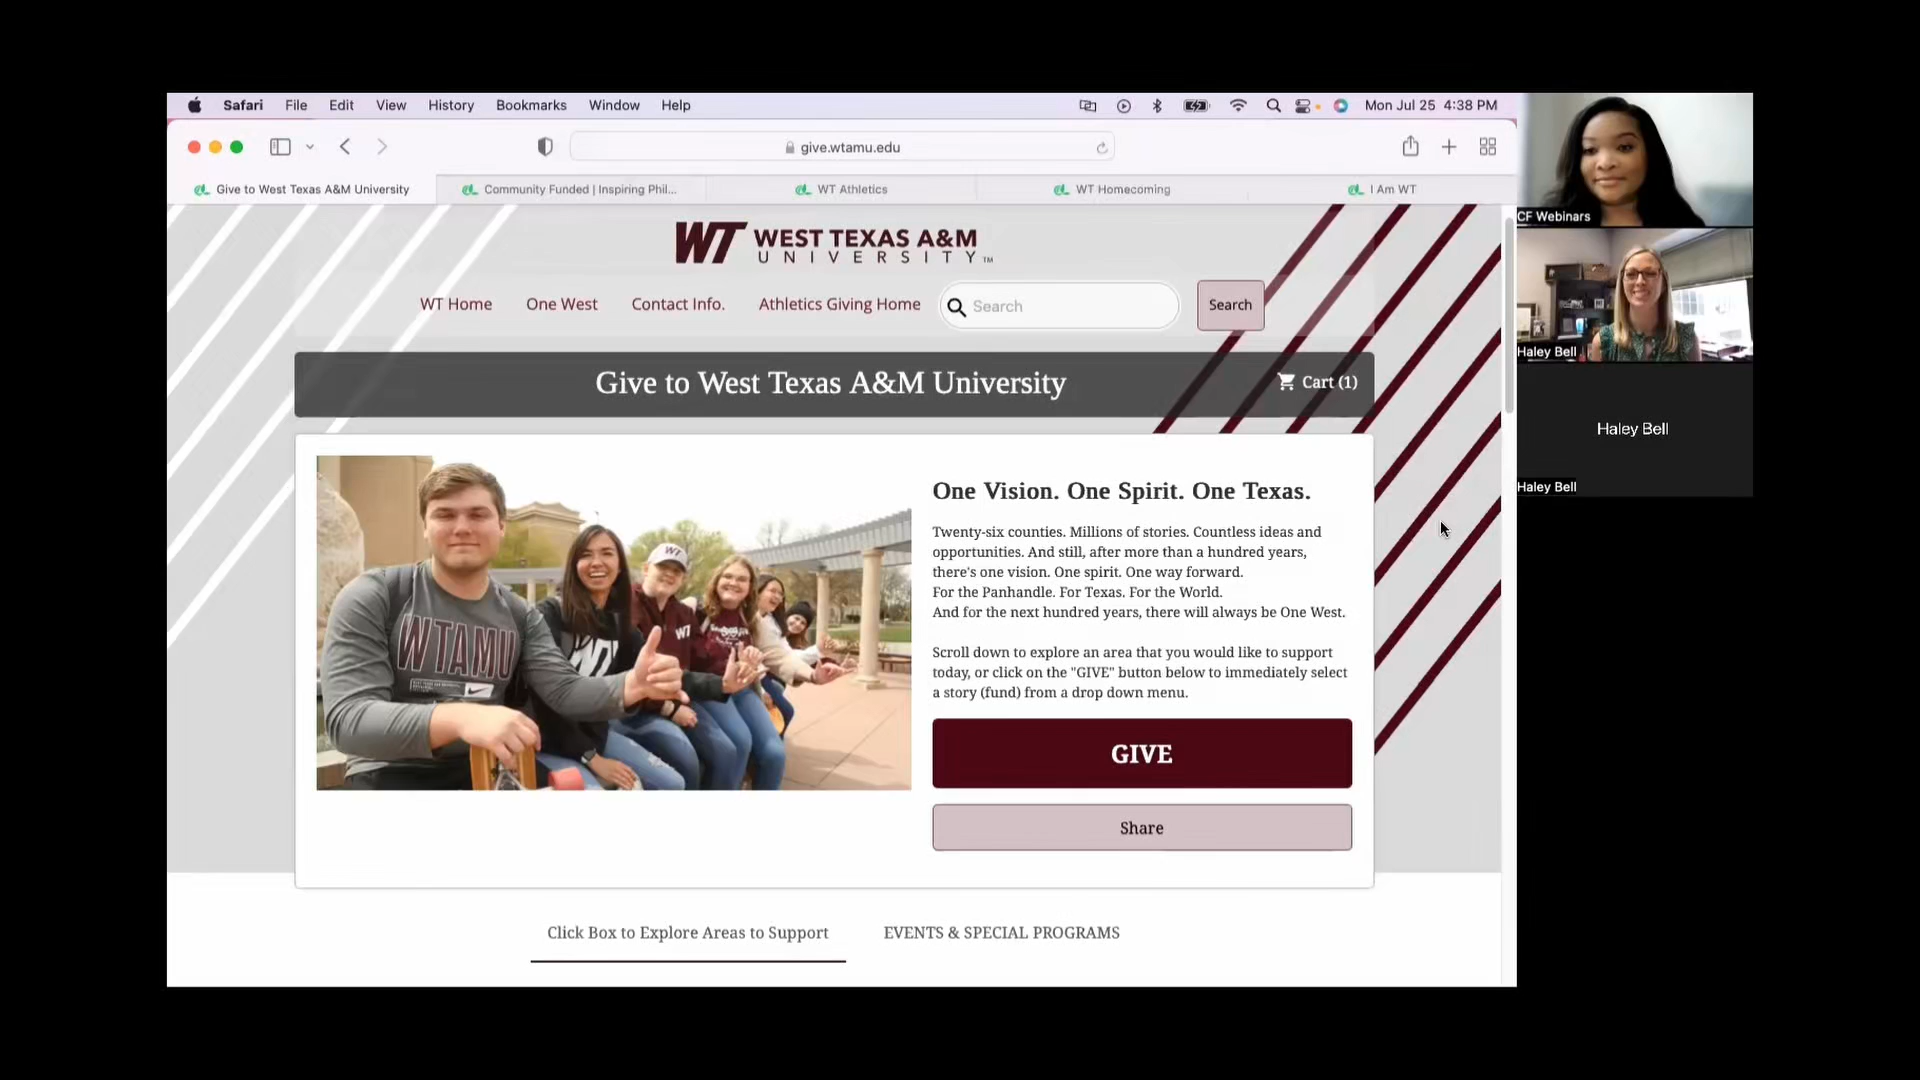 Safari File Edit View History Bookmarks Window Help Mon Jul 25 4:38 PM
give.wtamu.edu
Give to West Texas A&M University Community Funded | Inspiring Phil... WT Athletics WT Homecoming I Am WT
CF Webinars
WT WEST TEXAS A&M
UNIVERSITY™
WT Home One West Contact Info. Athletics Giving Home Search Search
Haley Bell
Give to West Texas A&M University Cart (1)
Haley Bell
Haley Bell
WT
WT
WTAMU
One Vision. One Spirit. One Texas.
Twenty-six counties. Millions of stories. Countless ideas and
opportunities. And still, after more than a hundred years,
there's one vision. One spirit. One way forward.
For the Panhandle. For Texas. For the World.
And for the next hundred years, there will always be One West.
Scroll down to explore an area that you would like to support
today, or click on the "GIVE" button below to immediately select
a story (fund) from a drop down menu.
GIVE
Share
Click Box to Explore Areas to Support EVENTS & SPECIAL PROGRAMS